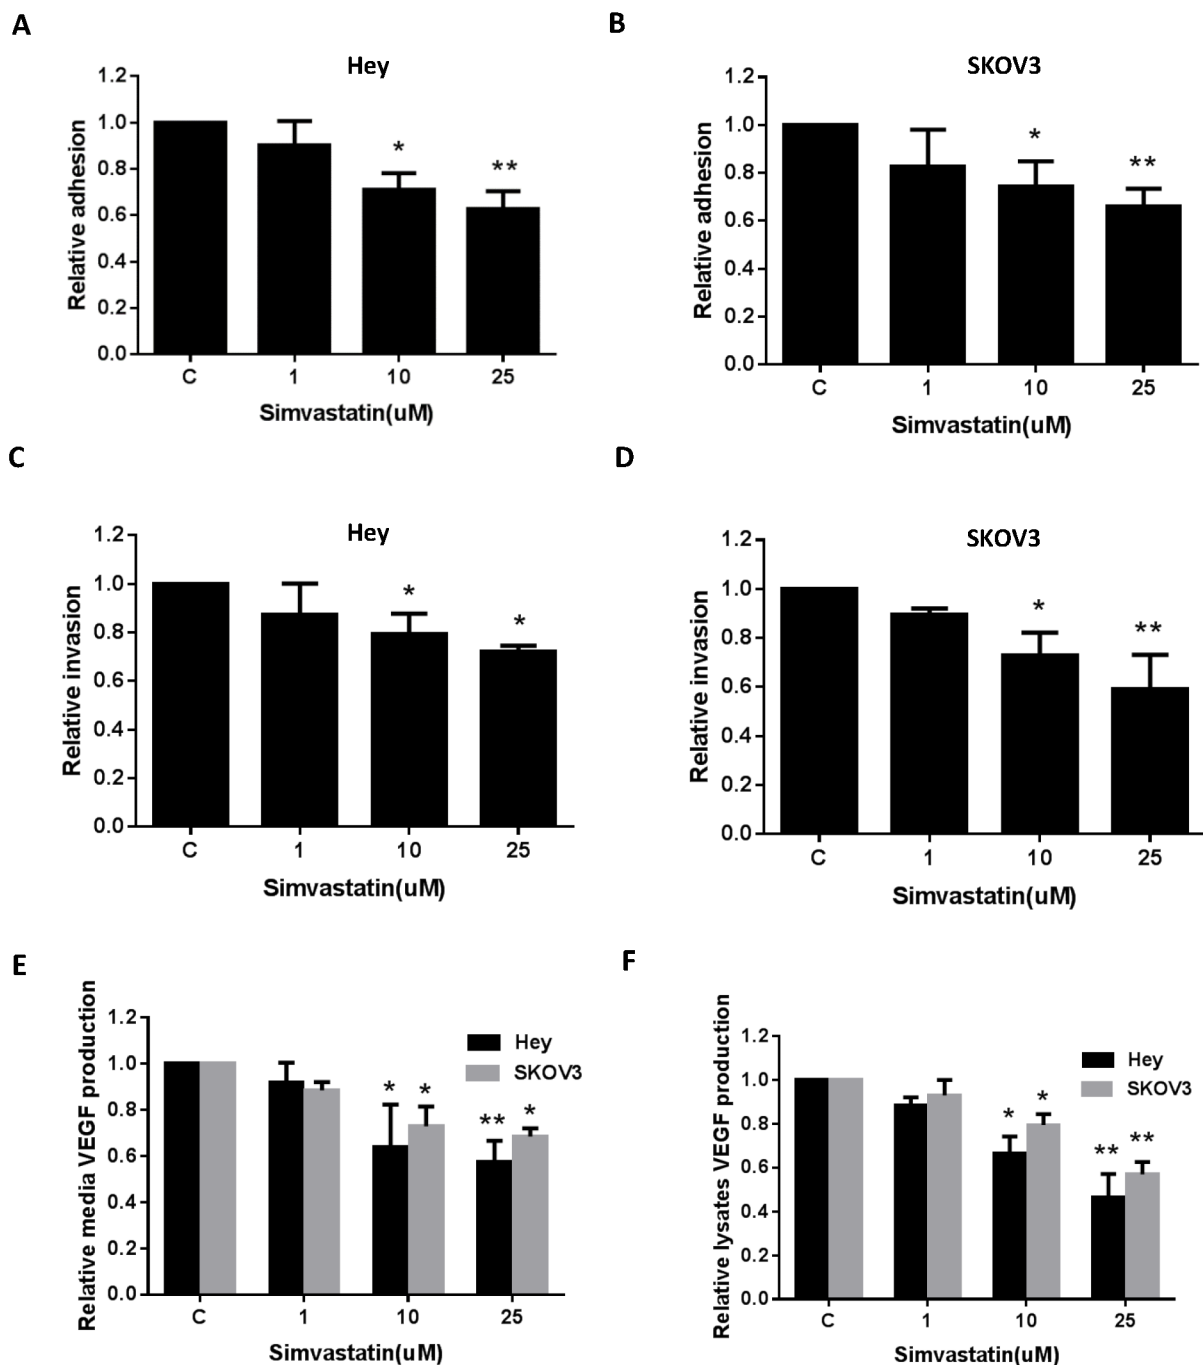 A
Hey
Relative adhesion
1.2
1.0
0.8
0.6
0.4
0.2
0.0
*
**
C 1 10 25
Simvastatin(uM)
B
SKOV3
Relative adhesion
1.2
1.0
0.8
0.6
0.4
0.2
0.0
*
**
C 1 10 25
Simvastatin(uM)
C
Hey
Relative invasion
1.2
1.0
0.8
0.6
0.4
0.2
0.0
*
*
C 1 10 25
Simvastatin(uM)
D
SKOV3
Relative invasion
1.2
1.0
0.8
0.6
0.4
0.2
0.0
*
**
C 1 10 25
Simvastatin(uM)
E
Relative media VEGF production
1.2
1.0
0.8
0.6
0.4
0.2
0.0
Hey
SKOV3
* *
** *
C 1 10 25
Simvastatin(uM)
F
Relative lysates VEGF production
1.2
1.0
0.8
0.6
0.4
0.2
0.0
Hey
SKOV3
* *
** **
C 1 10 25
Simvastatin(uM)